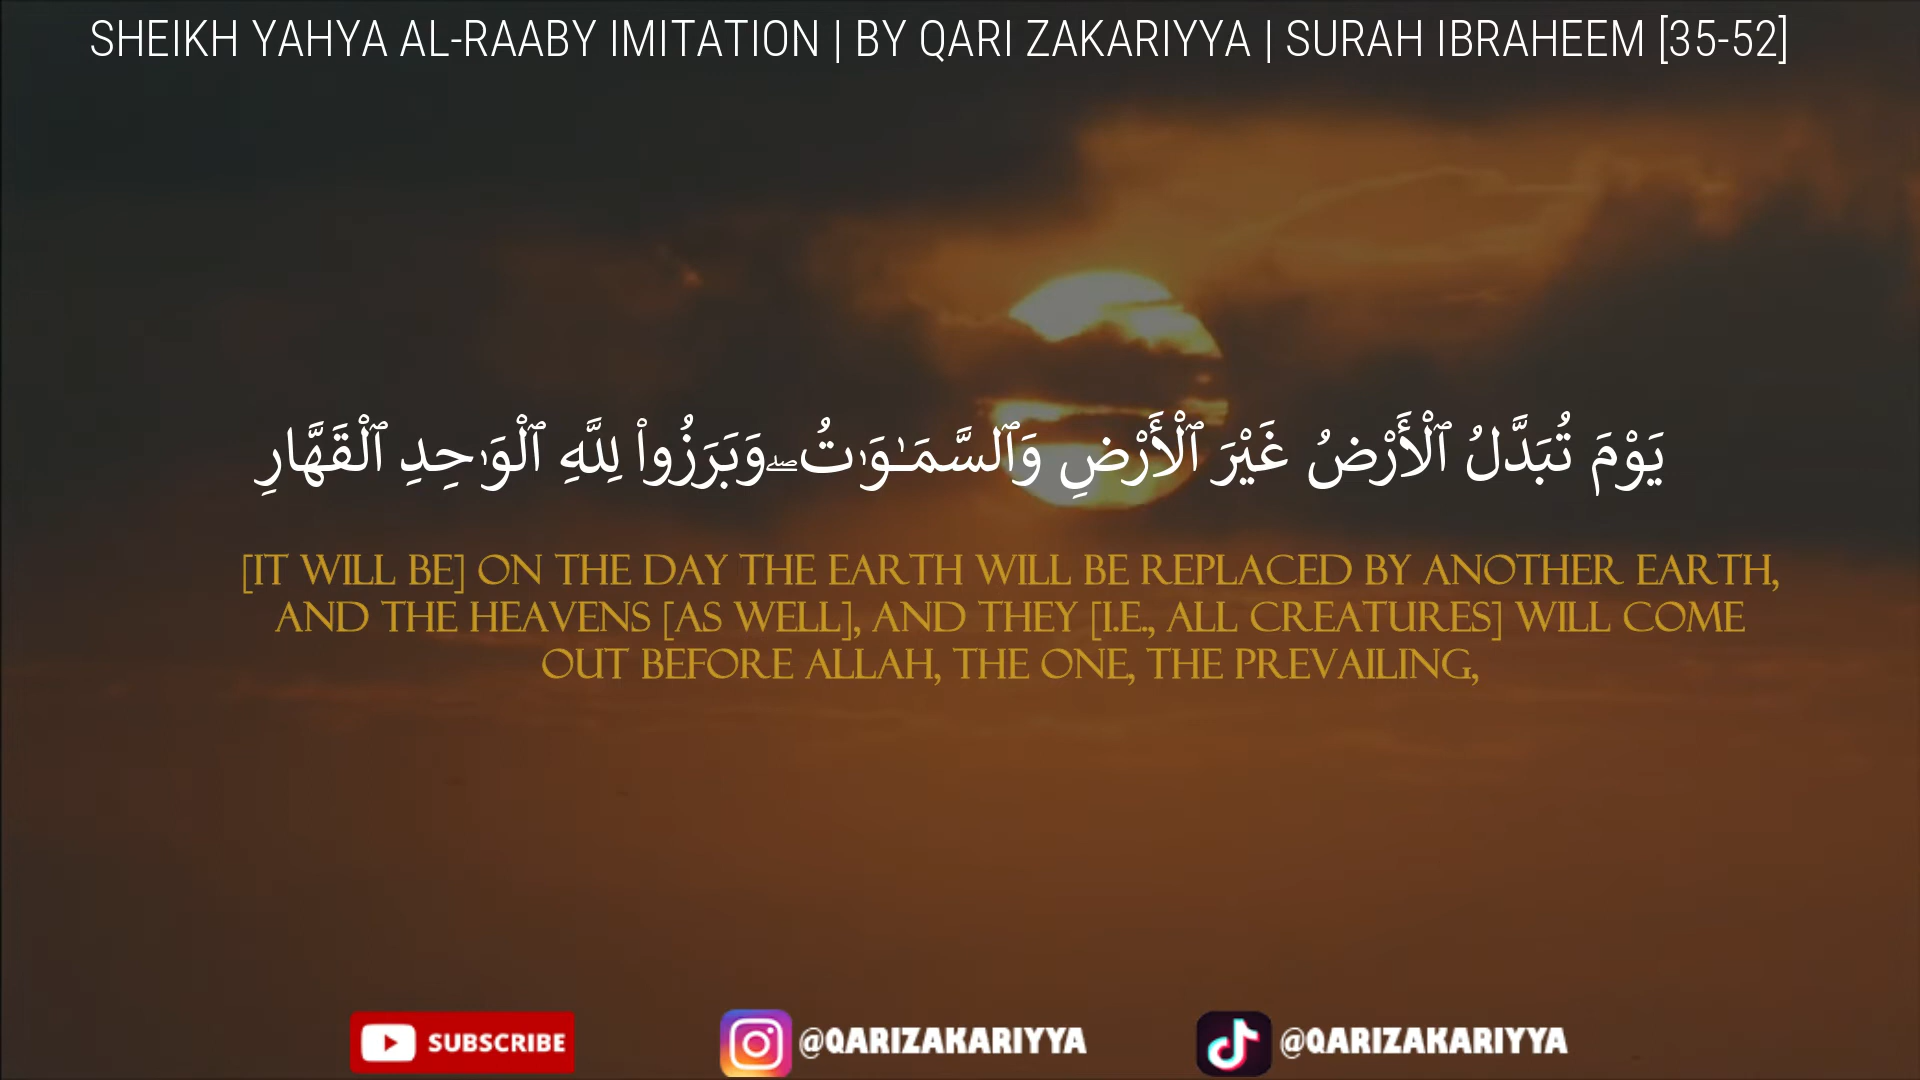 SHEIKH YAHYA AL-RAABY IMITATION | BY QARI ZAKARIYYA | SURAH IBRAHEEM [35-52]
يَوْمَ تُبَدَّلُ ٱلْأَرْضُ غَيْرَ ٱلْأَرْضِ وَٱلسَّمَـٰوَٰتُ ۖ وَبَرَزُوا۟ لِلَّهِ ٱلْوَٰحِدِ ٱلْقَهَّارِ
[IT WILL BE] ON THE DAY THE EARTH WILL BE REPLACED BY ANOTHER EARTH,
AND THE HEAVENS [AS WELL], AND THEY [I.E., ALL CREATURES] WILL COME
OUT BEFORE ALLAH, THE ONE, THE PREVAILING,
SUBSCRIBE @QARIZAKARIYYA @QARIZAKARIYYA